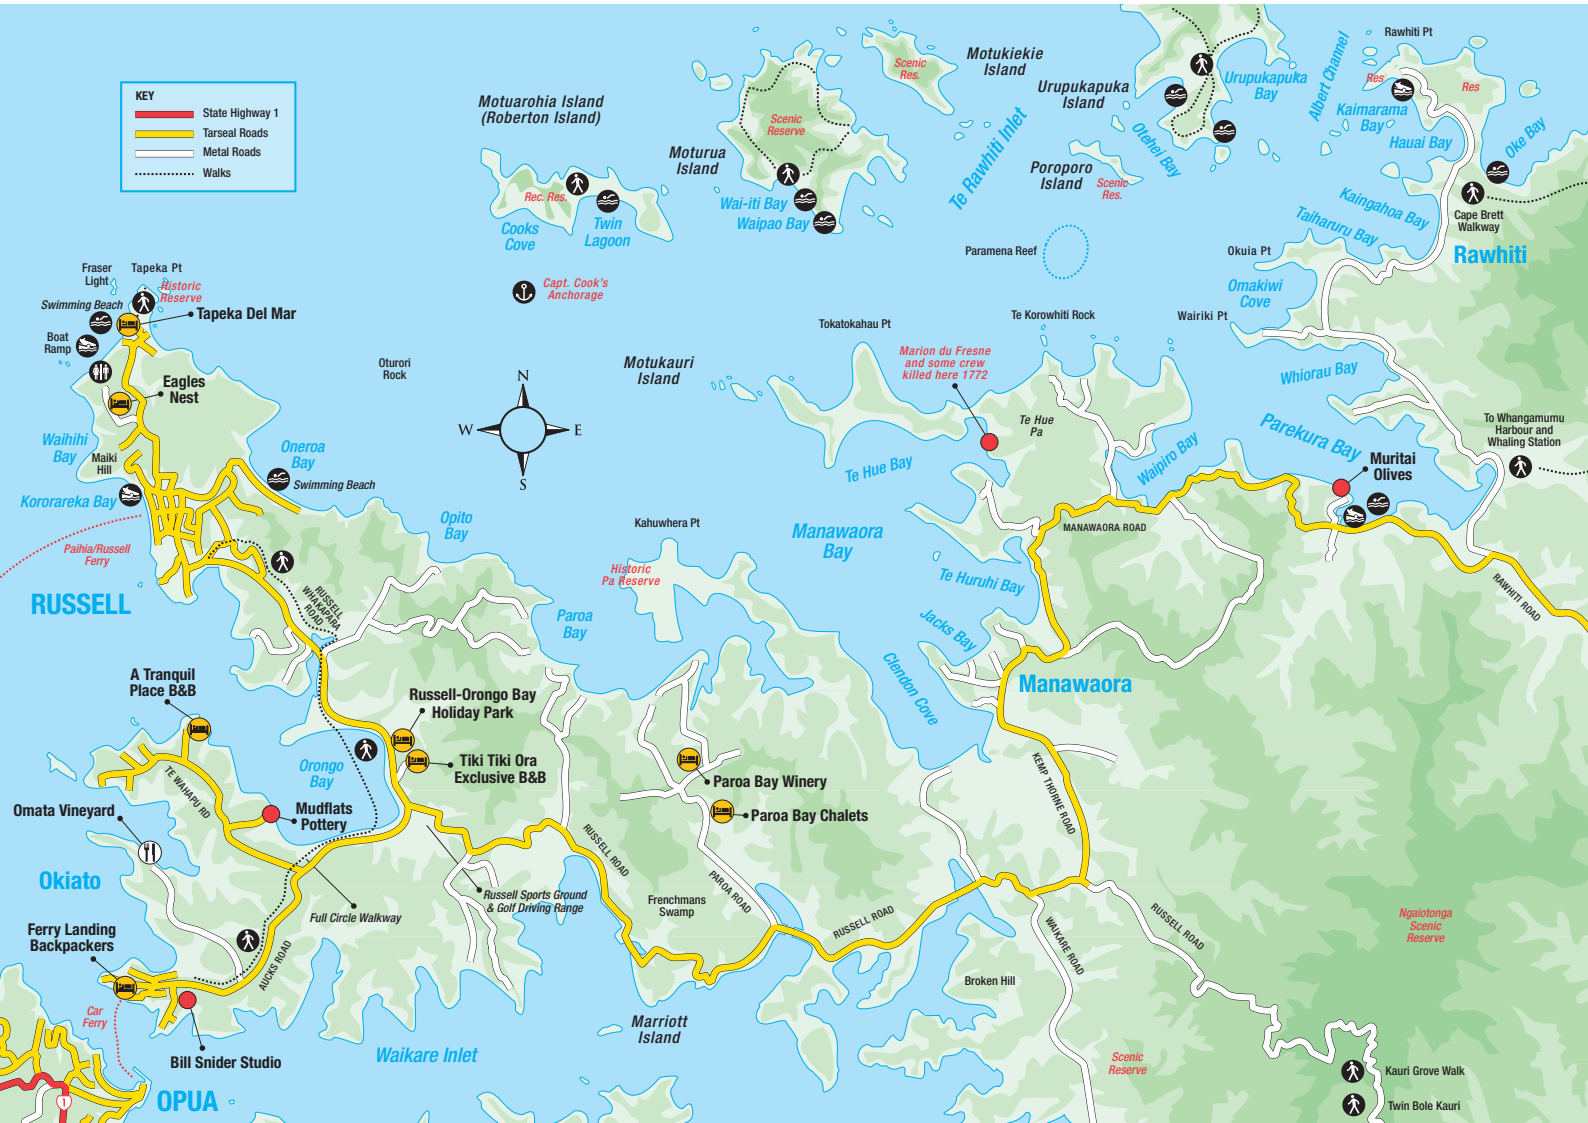 KEY
State Highway 1
Tarseal Roads
Metal Roads
Walks
Motuarohia Island
(Roberton Island)
Rec. Res.
Cooks
Cove
Twin
Lagoon
Capt. Cook's
Anchorage
Moturua
Island
Scenic
Reserve
Wai-iti Bay
Waipao Bay
Scenic
Res.
Motukiekie
Island
Urupukapuka
Island
Urupukapuka
Bay
Otehei Bay
Te Rawhiti Inlet
Poroporo
Island
Scenic
Res.
Paramena Reef
Albert Channel
Rawhiti Pt
Res
Res
Kaimarama
Bay
Hauai Bay
Oke Bay
Kaingahoa Bay
Taiharuru Bay
Cape Brett
Walkway
Rawhiti
Okuia Pt
Omakiwi
Cove
Wairiki Pt
Te Korowhiti Rock
Tokatokahau Pt
Marion du Fresne
and some crew
killed here 1772
Te Hue
Pa
Whiorau Bay
Parekura Bay
Muritai
Olives
To Whangamumu
Harbour and
Whaling Station
Waipiro Bay
Te Hue Bay
MANAWAORA ROAD
RAWHITI ROAD
Manawaora
Bay
Te Huruhi Bay
Jacks Bay
Clendon Cove
Manawaora
KEMP THORNE ROAD
Fraser
Light
Tapeka Pt
Historic
Reserve
Swimming Beach
Tapeka Del Mar
Boat
Ramp
Eagles
Nest
Oturori
Rock
Motukauri
Island
N
W
E
S
Waihihi
Bay
Maiki
Hill
Oneroa
Bay
Swimming Beach
Kororareka Bay
Paihia/Russell
Ferry
RUSSELL
RUSSELL
WHAKAPARA
ROAD
Opito
Bay
Kahuwhera Pt
Historic
Pa Reserve
Paroa
Bay
A Tranquil
Place B&B
Russell-Orongo Bay
Holiday Park
Tiki Tiki Ora
Exclusive B&B
Orongo
Bay
TE WAHAPU RD
Mudflats
Pottery
Omata Vineyard
Okiato
Paroa Bay Winery
Paroa Bay Chalets
RUSSELL ROAD
PAROA ROAD
Frenchmans
Swamp
RUSSELL ROAD
Russell Sports Ground
& Golf Driving Range
Full Circle Walkway
AUCKS ROAD
Ferry Landing
Backpackers
Car
Ferry
Bill Snider Studio
OPUA
1
Waikare Inlet
Marriott
Island
Broken Hill
WAIKARE ROAD
RUSSELL ROAD
Scenic
Reserve
Ngaiotonga
Scenic
Reserve
Kauri Grove Walk
Twin Bole Kauri